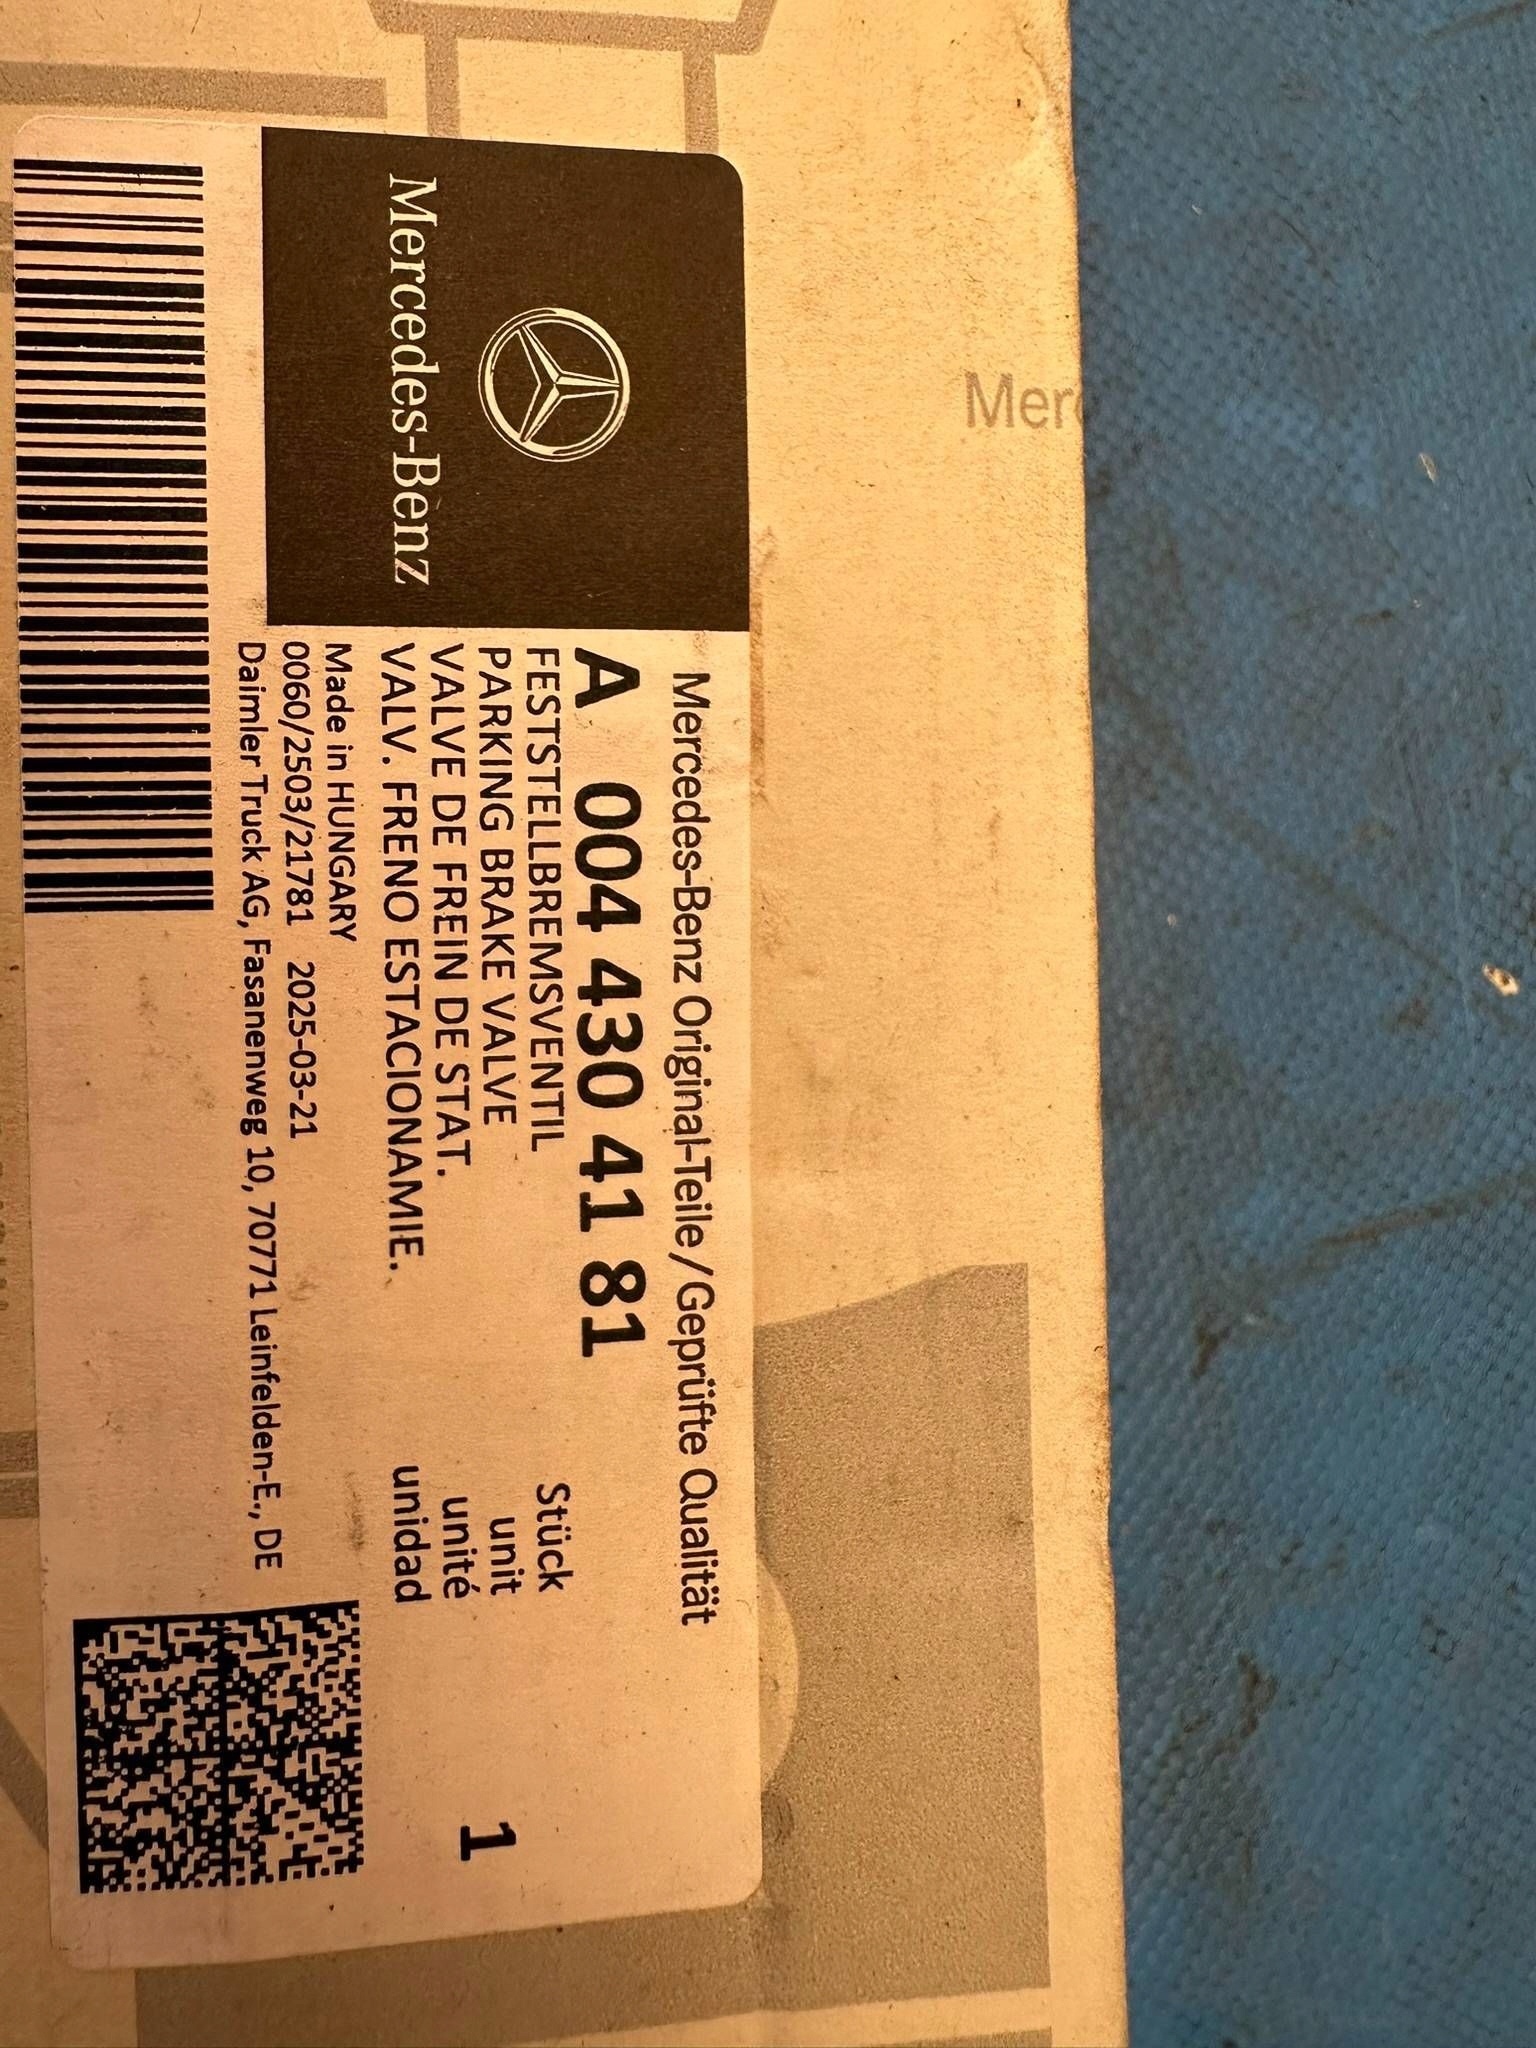 Merc
Mercedes-Benz
Mercedes-Benz Original-Teile/Geprüfte Qualität
A 004 430 41 81
FESTSTELLBREMSVENTIL Stück
PARKING BRAKE VALVE unit 1
VALVE DE FREIN DE STAT. unité
VALV. FRENO ESTACIONAMIE. unidad
Made in HUNGARY
0060/2503/21781 2025-03-21
Daimler Truck AG, Fasanenweg 10, 70771 Leinfelden-E., DE